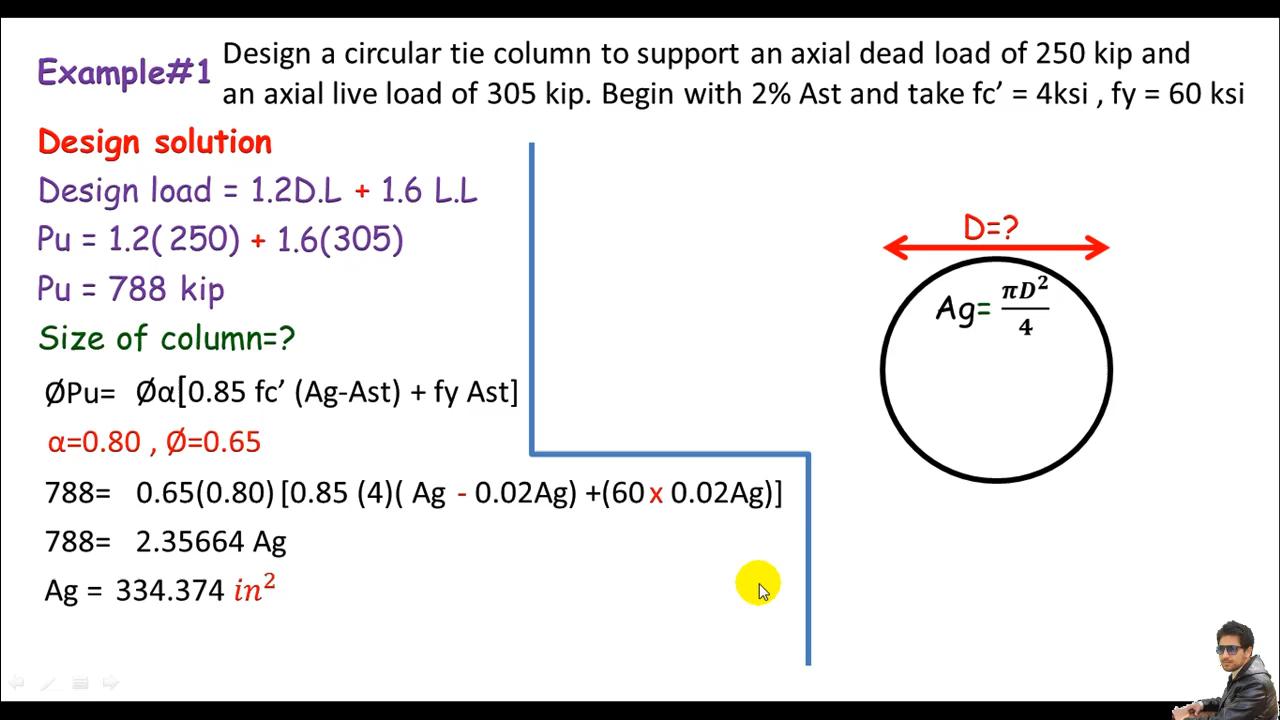 Example#1
Design a circular tie column to support an axial dead load of 250 kip and
an axial live load of 305 kip. Begin with 2% Ast and take fc’ = 4ksi , fy = 60 ksi
Design solution
Design load = 1.2D.L + 1.6 L.L
Pu = 1.2( 250) + 1.6(305)
Pu = 788 kip
Size of column=?
ØPu= Øα[0.85 fc’ (Ag-Ast) + fy Ast]
α=0.80 , Ø=0.65
788= 0.65(0.80) [0.85 (4)( Ag - 0.02Ag) +(60 x 0.02Ag)]
788= 2.35664 Ag
Ag = 334.374 in²
D=?
Ag= πD²/4